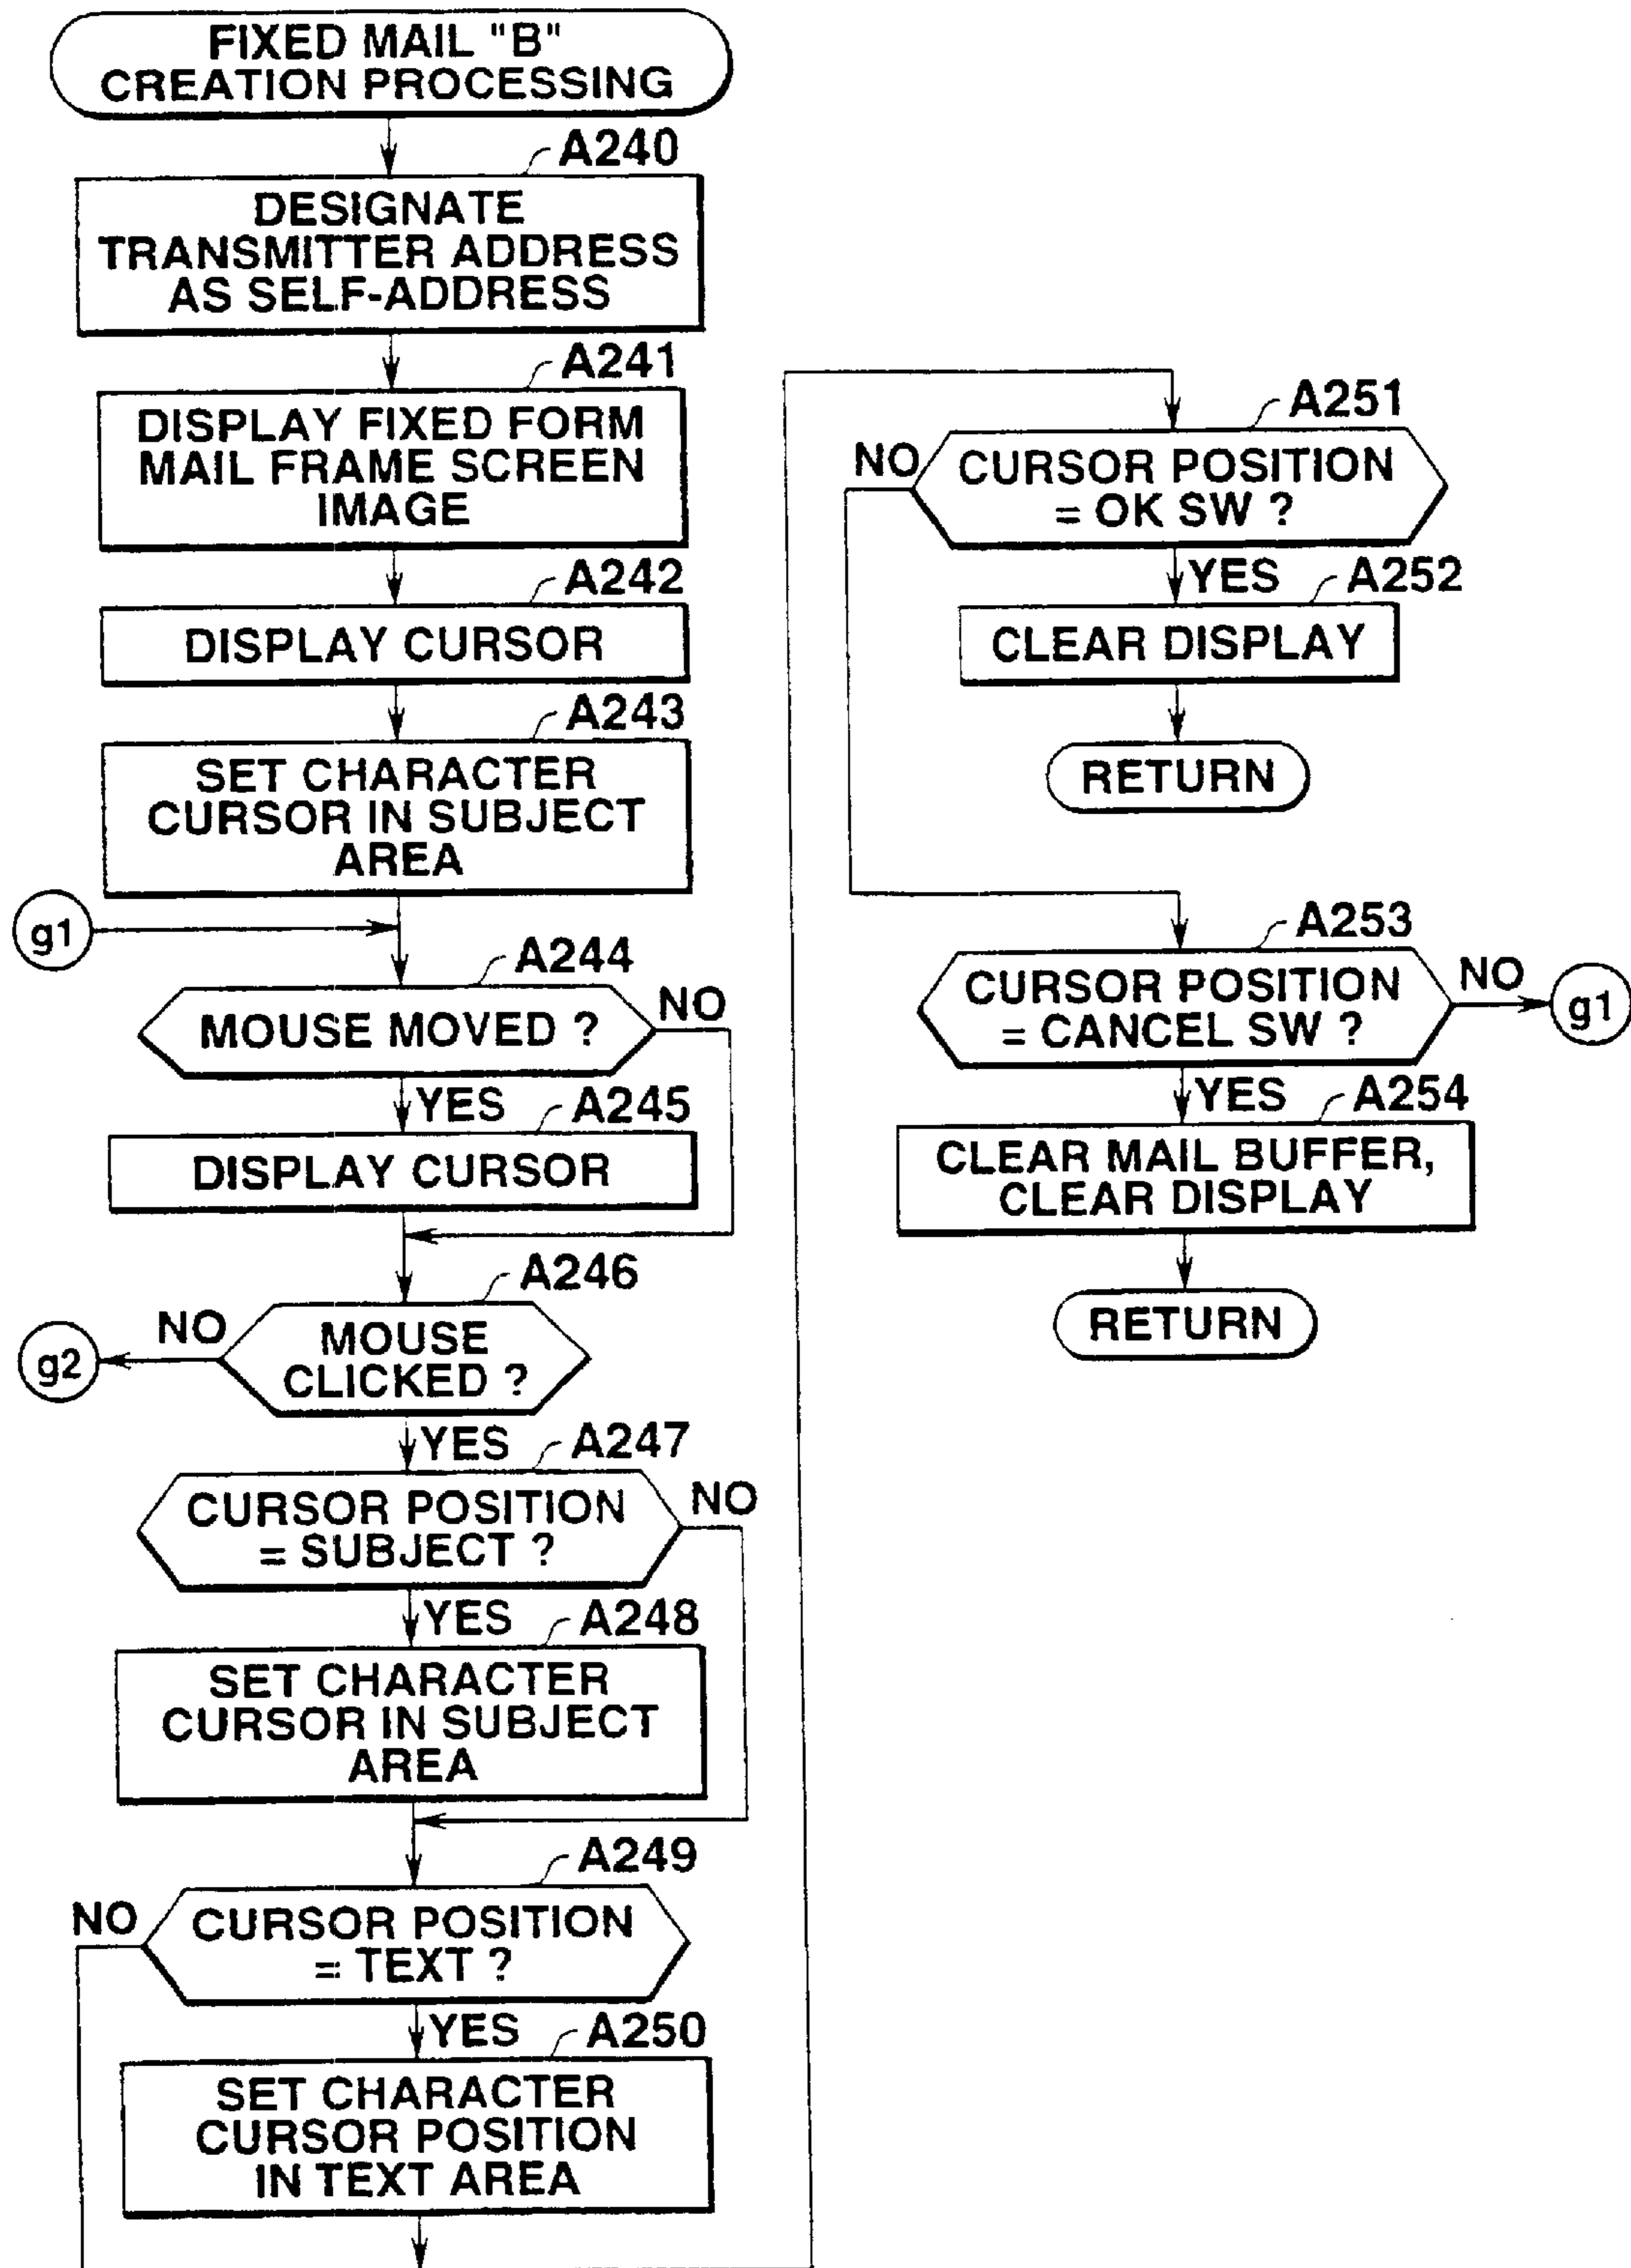 FIXED MAIL "B"
CREATION PROCESSING
A240
DESIGNATE
TRANSMITTER ADDRESS
AS SELF-ADDRESS
A241
DISPLAY FIXED FORM
MAIL FRAME SCREEN
IMAGE
A242
DISPLAY CURSOR
A243
SET CHARACTER
CURSOR IN SUBJECT
AREA
g1
A244
MOUSE MOVED ?
NO
YES
A245
DISPLAY CURSOR
A246
NO
MOUSE
CLICKED ?
g2
YES
A247
CURSOR POSITION
= SUBJECT ?
NO
YES
A248
SET CHARACTER
CURSOR IN SUBJECT
AREA
A249
NO
CURSOR POSITION
= TEXT ?
YES
A250
SET CHARACTER
CURSOR POSITION
IN TEXT AREA
A251
NO
CURSOR POSITION
= OK SW ?
YES
A252
CLEAR DISPLAY
RETURN
A253
CURSOR POSITION
= CANCEL SW ?
NO
g1
YES
A254
CLEAR MAIL BUFFER,
CLEAR DISPLAY
RETURN